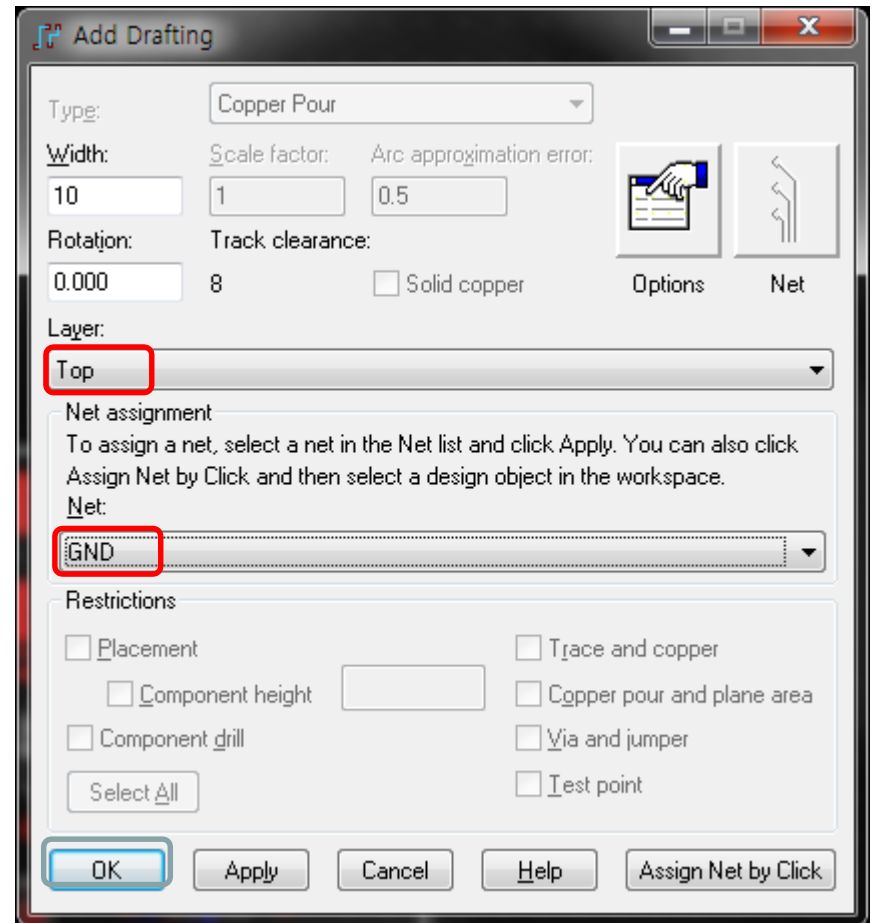 Add Drafting
Type:
Copper Pour
Width:
Scale factor:
Arc approximation error:
10
1
0.5
Rotation:
Track clearance:
0.000
8
Solid copper
Options
Net
Layer:
Top
Net assignment
To assign a net, select a net in the Net list and click Apply. You can also click
Assign Net by Click and then select a design object in the workspace.
Net:
GND
Restrictions
Placement
Trace and copper
Component height
Copper pour and plane area
Component drill
Via and jumper
Select All
Test point
OK
Apply
Cancel
Help
Assign Net by Click